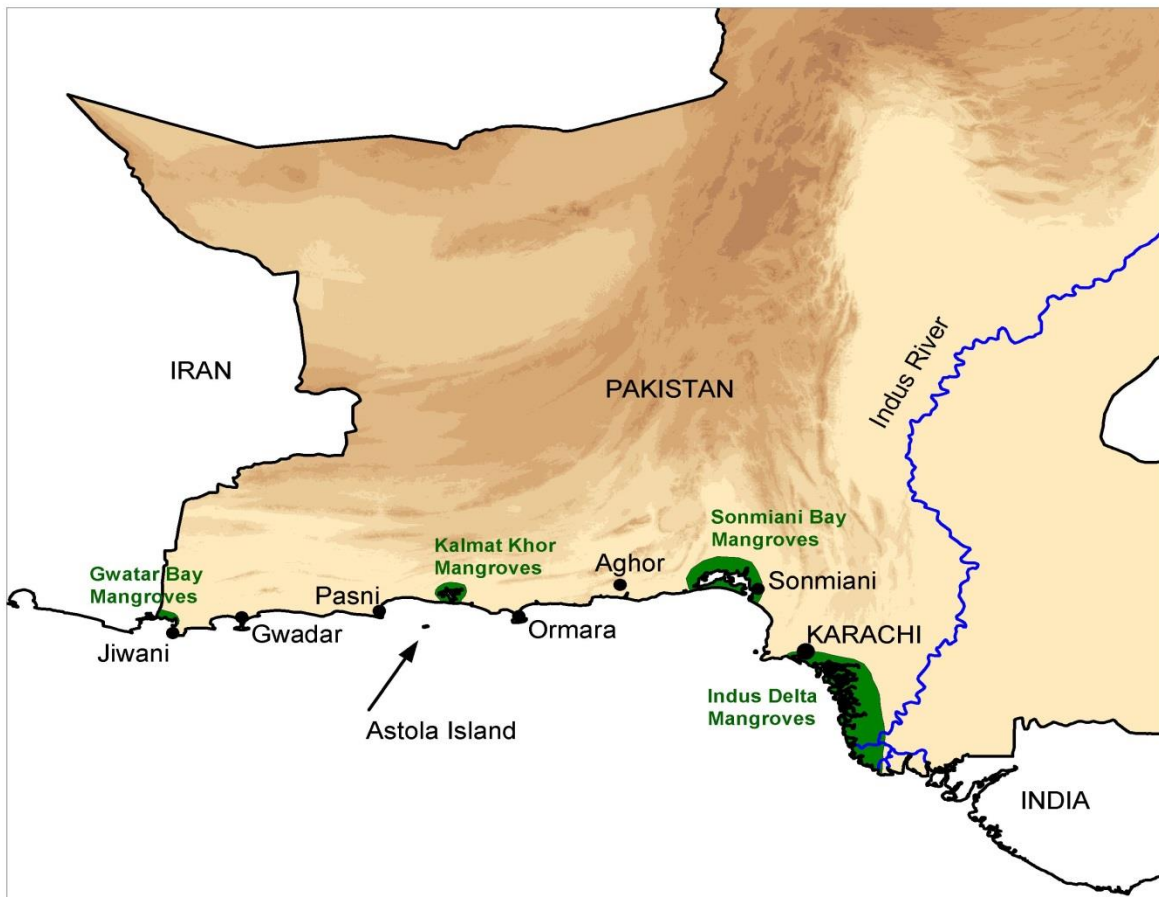 IRAN
PAKISTAN
Indus River
Gwatar Bay
Mangroves
Kalmat Khor
Mangroves
Sonmiani Bay
Mangroves
Aghor
Sonmiani
Pasni
Jiwani
Gwadar
Ormara
KARACHI
Astola Island
Indus Delta
Mangroves
INDIA